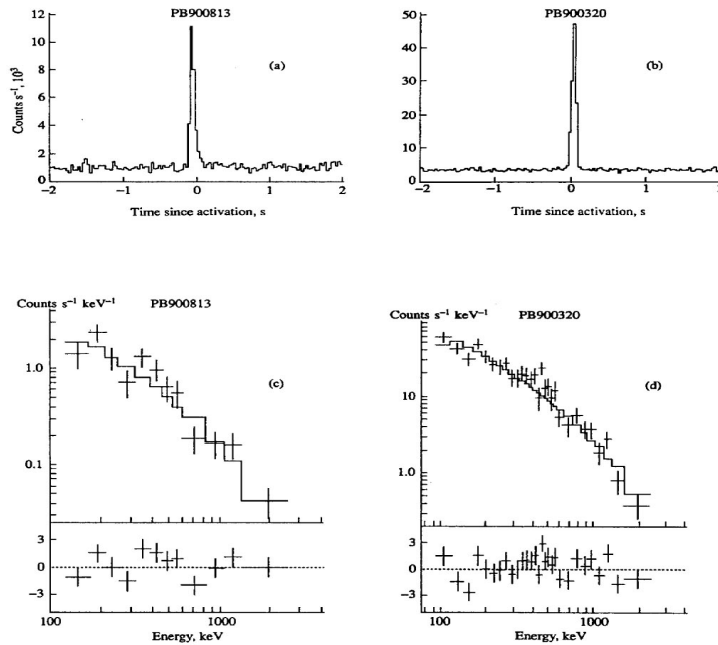 PB900813
PB900320
(a)
(b)
Counts s⁻¹, 10³
12
10
8
6
4
2
0
−2
−1
0
1
2
Time since activation, s
50
40
30
20
10
0
−2
−1
0
1
2
Time since activation, s
Counts s⁻¹ keV⁻¹ PB900813
Counts s⁻¹ keV⁻¹ PB900320
(c)
(d)
1.0
0.1
3
0
−3
100
1000
Energy, keV
10
1.0
3
0
−3
100
1000
Energy, keV